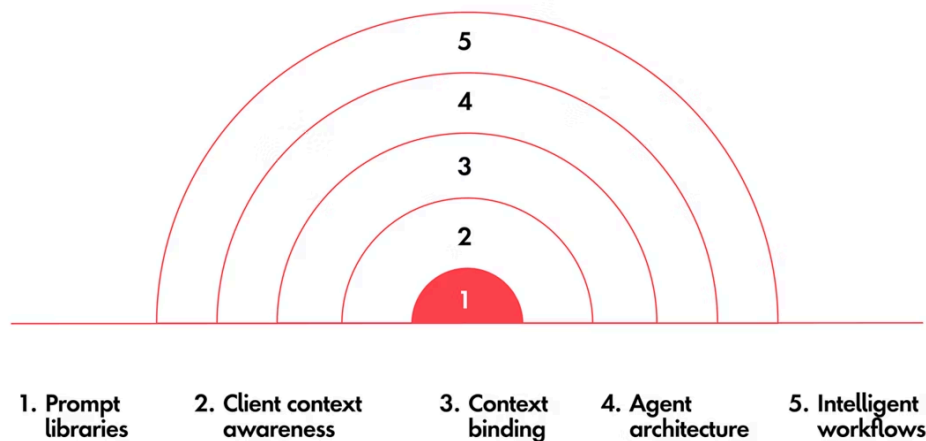 5
4
3
2
1
1. Prompt libraries
2. Client context awareness
3. Context binding
4. Agent architecture
5. Intelligent workflows